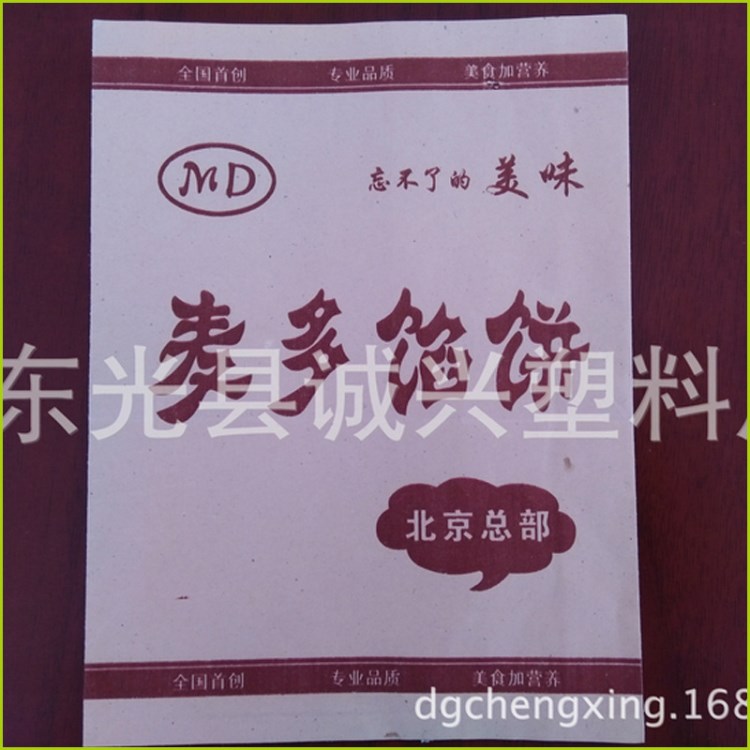 全国首创 专业品质 美食加营养
MD 忘不了的 美味
麦多馅饼
东光县诚兴塑料
北京总部
全国首创 专业品质 美食加营养
dgchengxing.168